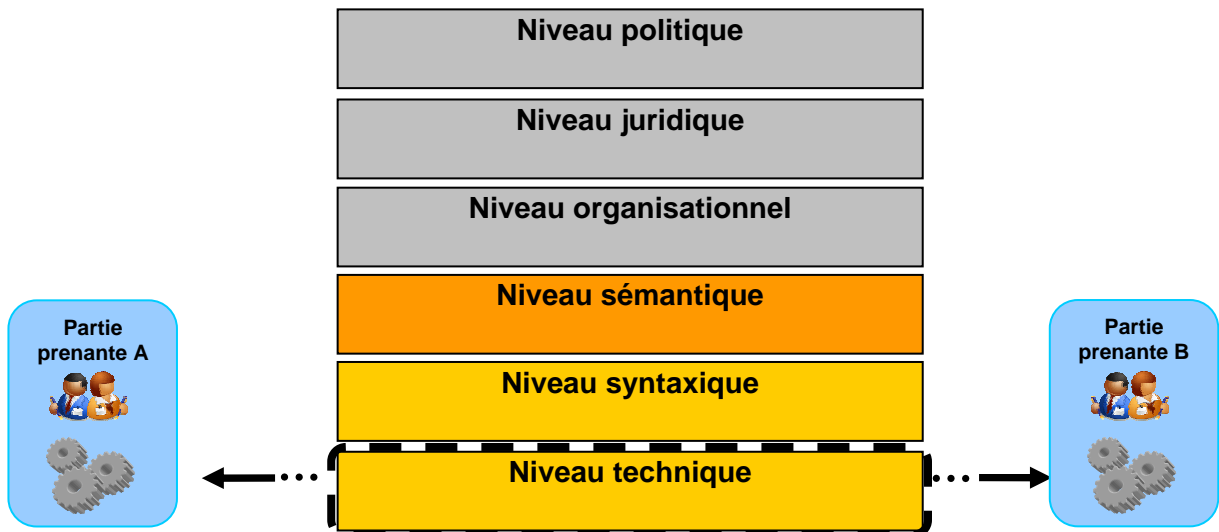 Niveau politique
Niveau juridique
Niveau organisationnel
Niveau sémantique
Partie
prenante A
Partie
prenante B
Niveau syntaxique
Niveau technique